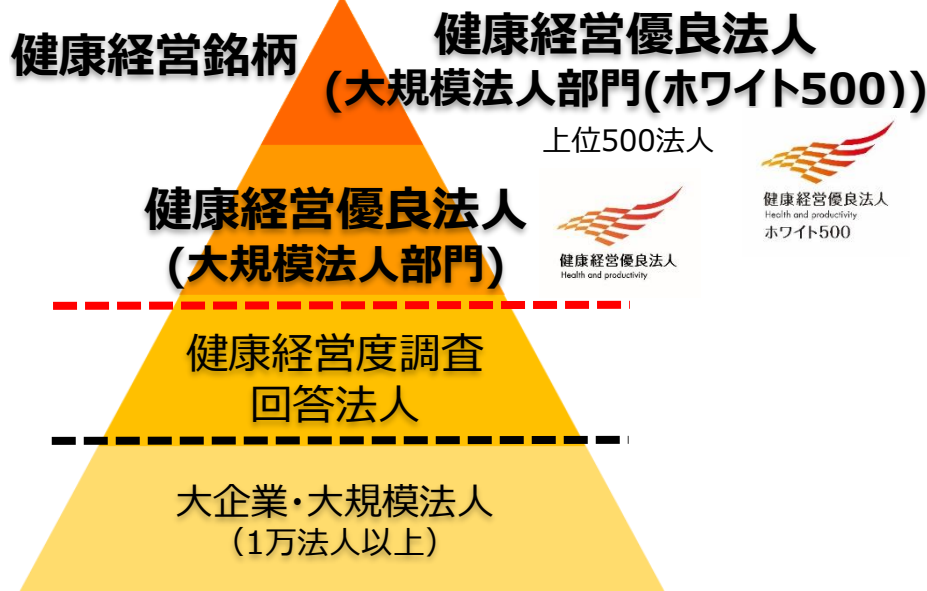 健康経営銘柄
健康経営優良法人
(大規模法人部門(ホワイト500))
上位500法人
健康経営優良法人
Health and productivity
ホワイト500
健康経営優良法人
(大規模法人部門)
健康経営優良法人
Health and productivity
健康経営度調査
回答法人
大企業・大規模法人
（1万法人以上）